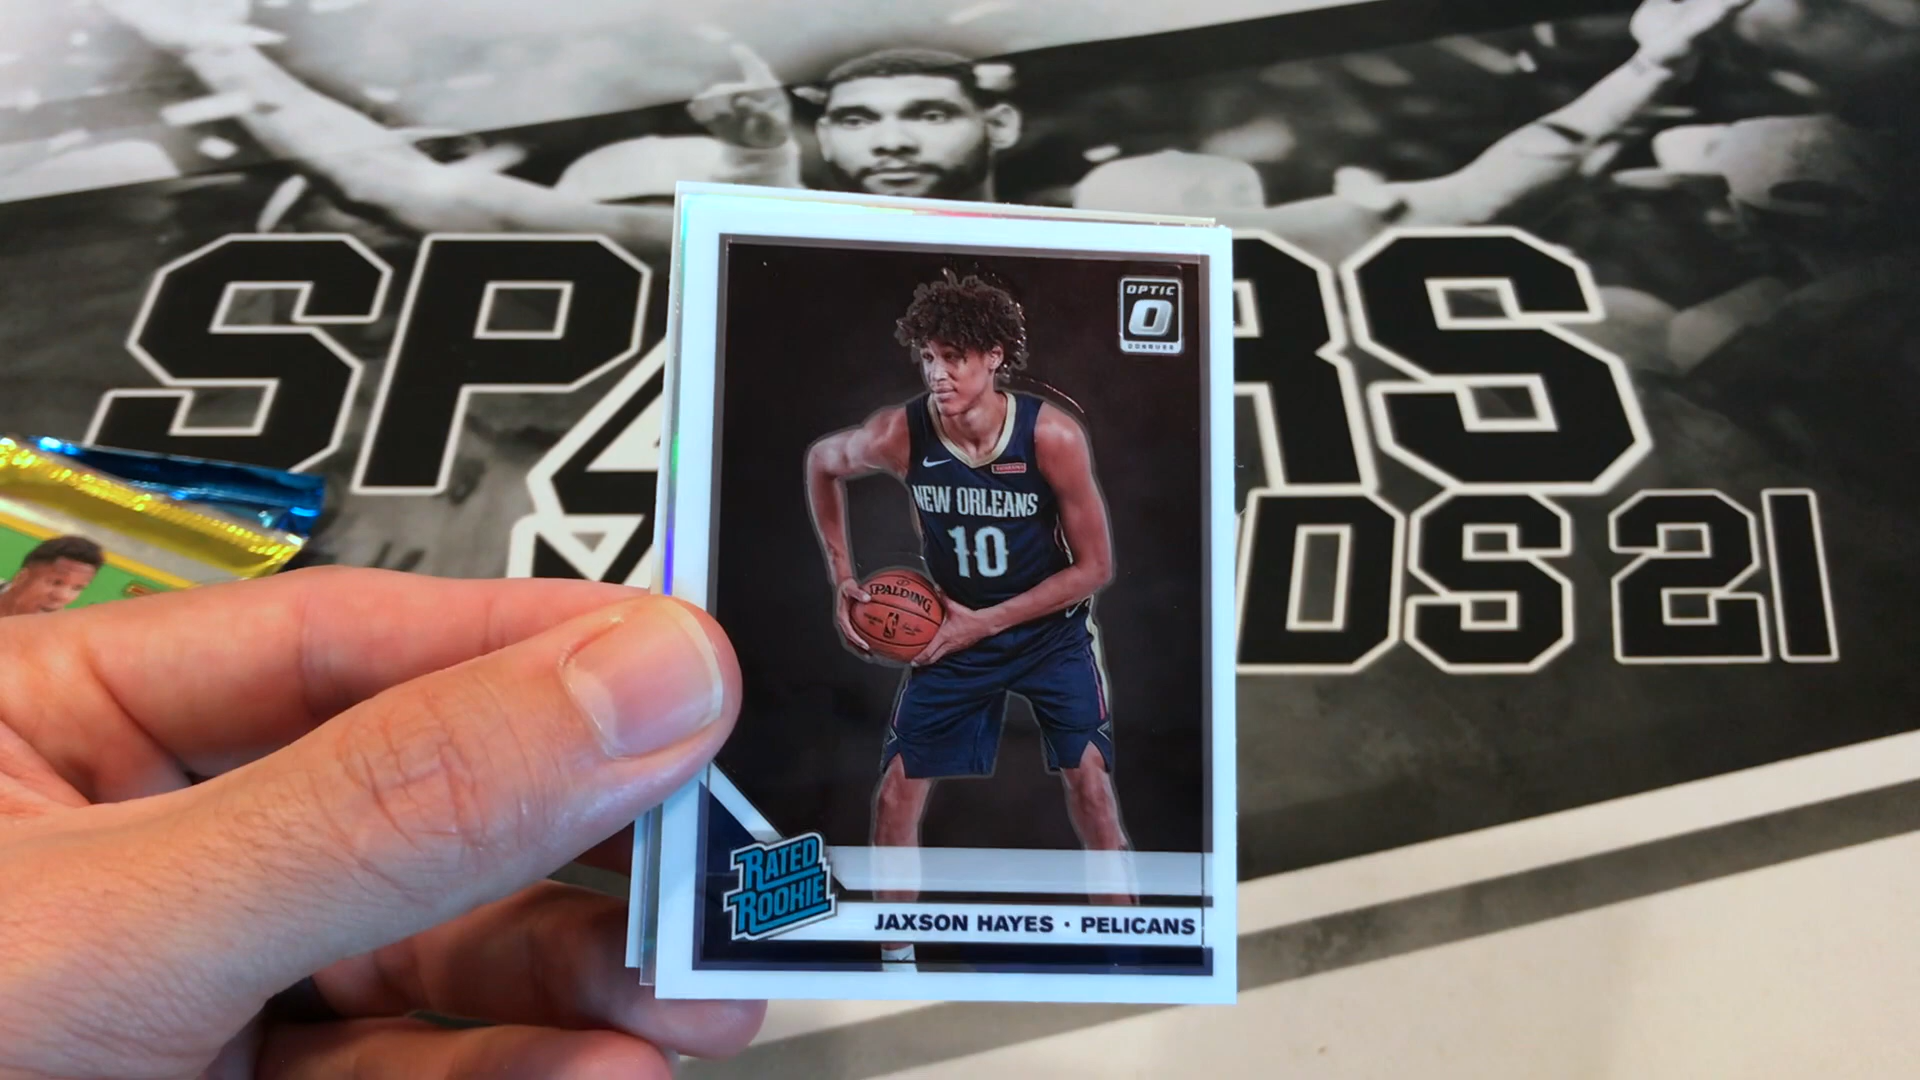 SP RS
DS 21
OPTIC
O
DONRUSS
NEW ORLEANS
10
SPALDING
RATED
ROOKIE
JAXSON HAYES · PELICANS